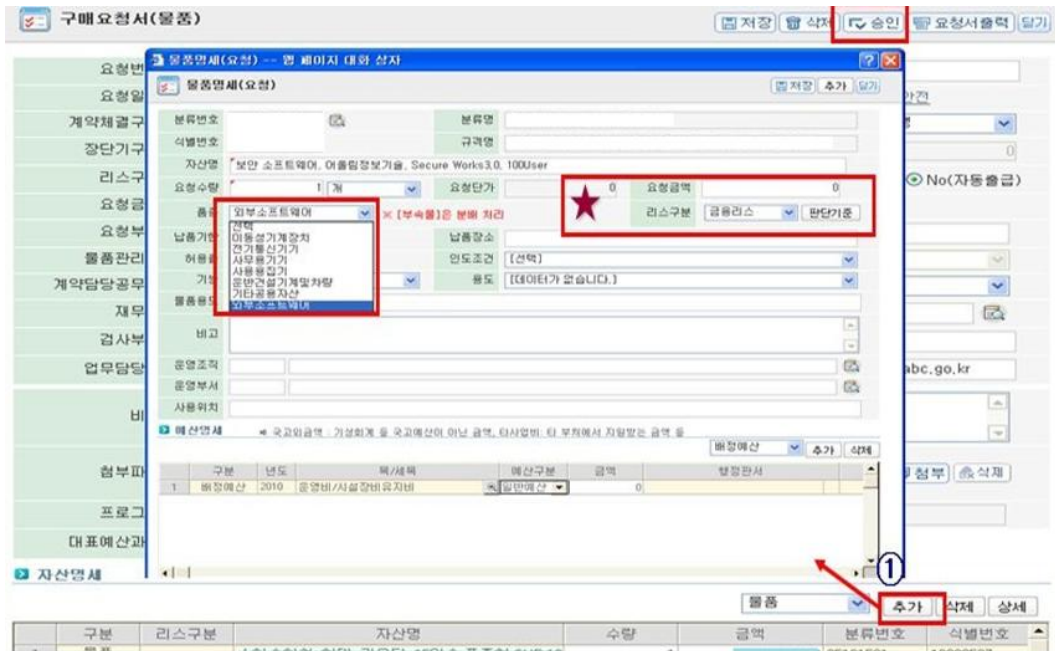 구매요청서(물품)
저장 삭제 승인 요청서출력 닫기
물품명세(요청) -- 웹 페이지 대화 상자
물품명세(요청)
저장 추가 닫기
요청번
요청일
계약체결구
장단기구
0
리스구
No(자동출급)
요청금
요청부
물품관리
계약담당공무
재무
검사부
업무담당
abc.go.kr
비
첨부파
첨부 삭제
프로그
대표예산과
분류번호 분류명
식별번호 규격명
자산명 보안 소프트웨어, 어울림정보기술, Secure Works3.0, 100User
요청수량 1 개 요청단가 0 요청금액 0
품종 외부소프트웨어 ※ [부속물]은 분배 처리 리스구분 금융리스 판단기준
선택
이동성기계장치
전기통신기기
사무용기기
사용용집기
운반건설기계및차량
기타공용자산
외부소프트웨어
납품기한 납품장소
허용 인도조건 [선택]
용도 [데이터가 없습니다.]
물품용도
비고
운영조직
운영부서
사용위치
예산명세 국고외금액 : 기상회계 등 국고예산이 아닌 금액, 타사업비: 타 부처에서 지원받는 금액 등
배정예산 추가 삭제
구분 년도 목/세목 예산구분 금액 행정판서
1 배정예산 2010 운영비/시설장비유지비 일반예산 0
①
자산명세
물품 추가 삭제 상세
구분 리스구분 자산명 수량 금액 분류번호 식별번호